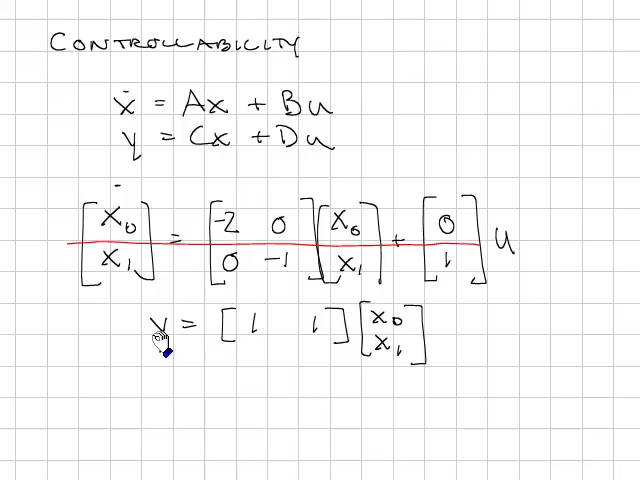 CONTROLLABILITY
ẋ = Ax + Bu
y = Cx + Du
[ẋ₀ x₁] = [-2 0 0 -1] [x₀ x₁] + [0 1] u
y = [1 1] [x₀ x₁]